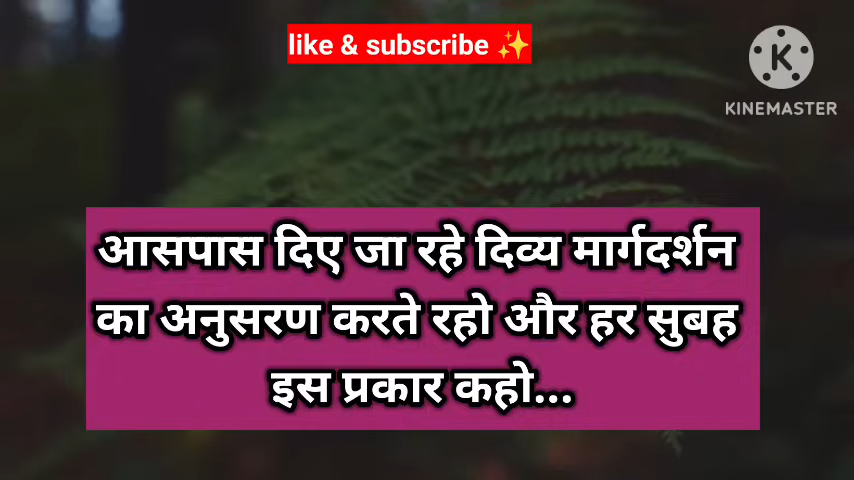 like & subscribe ✨
KINEMASTER
आसपास दिए जा रहे दिव्य मार्गदर्शन
का अनुसरण करते रहो और हर सुबह
इस प्रकार कहो...